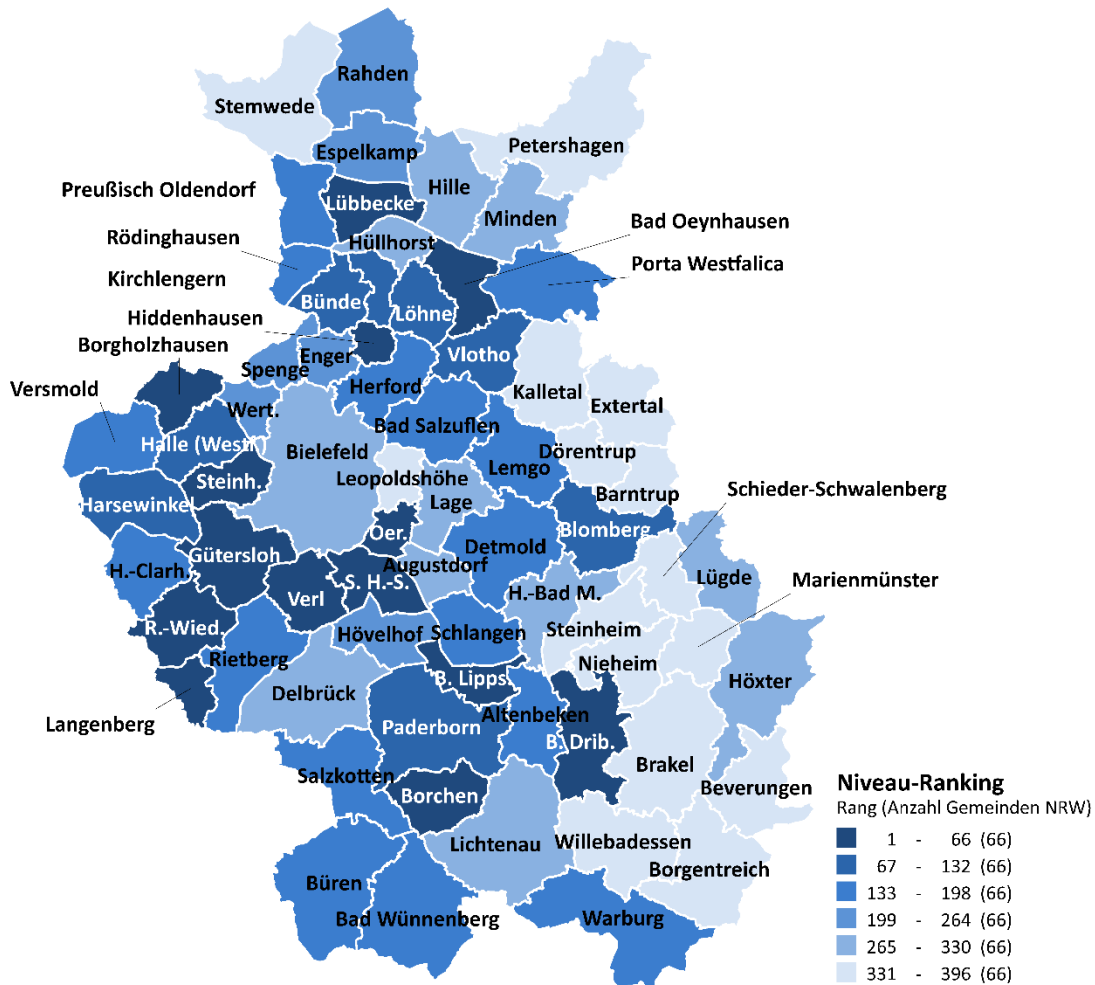 Rahden
Stemwede
Petershagen
Espelkamp
Hille
Preußisch Oldendorf
Lübbecke
Minden
Bad Oeynhausen
Rödinghausen
Hüllhorst
Porta Westfalica
Kirchlengern
Bünde
Löhne
Hiddenhausen
Borgholzhausen
Enger
Vlotho
Spenge
Versmold
Herford
Kalletal
Wert.
Extertal
Bad Salzuflen
Halle (Westf.)
Bielefeld
Dörentrup
Steinh.
Leopoldshöhe
Lemgo
Schieder-Schwalenberg
Harsewinkel
Lage
Barntrup
Oer.
Blomberg
Gütersloh
Detmold
H.-Clarh.
Augustdorf
Lügde
Marienmünster
S. H.-S.
Verl
H.-Bad M.
R.-Wied.
Hövelhof
Schlangen
Steinheim
Rietberg
Nieheim
B. Lipps.
Höxter
Delbrück
Langenberg
Altenbeken
Paderborn
B. Drib.
Brakel
Salzkotten
Beverungen
Borchen
Lichtenau
Willebadessen
Borgentreich
Büren
Bad Wünnenberg
Warburg
Niveau-Ranking
Rang (Anzahl Gemeinden NRW)
1 - 66 (66)
67 - 132 (66)
133 - 198 (66)
199 - 264 (66)
265 - 330 (66)
331 - 396 (66)